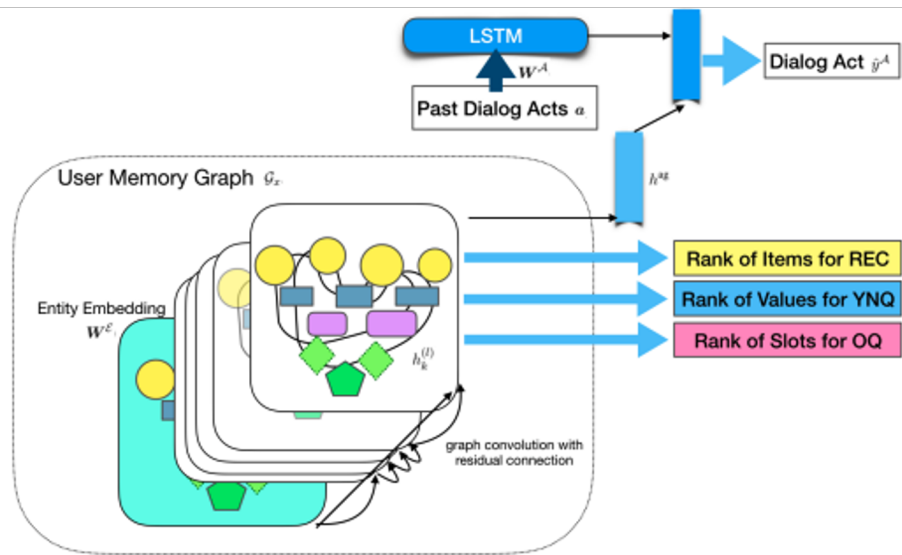 LSTM
W^𝒜
Past Dialog Acts a
Dialog Act ŷ^𝒜
User Memory Graph 𝒢ₓ
h^ag
Rank of Items for REC
Entity Embedding
W^ℰ
Rank of Values for YNQ
Rank of Slots for OQ
h_k^(l)
graph convolution with
residual connection